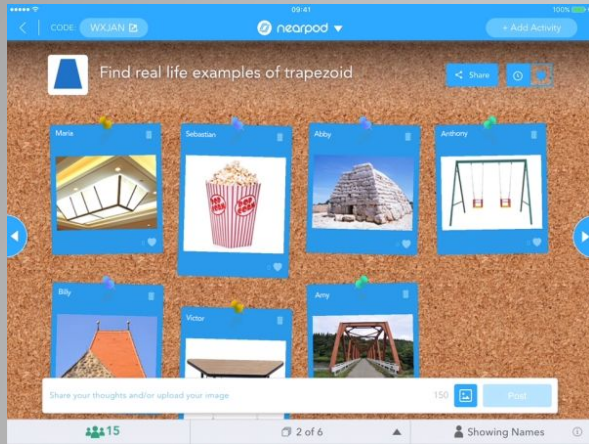 09:41
100%
CODE: WXJAN
nearpod
+ Add Activity
Find real life examples of trapezoid
Share
Maria
Sebastian
Abby
Anthony
Billy
Victor
Amy
Share your thoughts and/or upload your image
150
Post
15
2 of 6
Showing Names